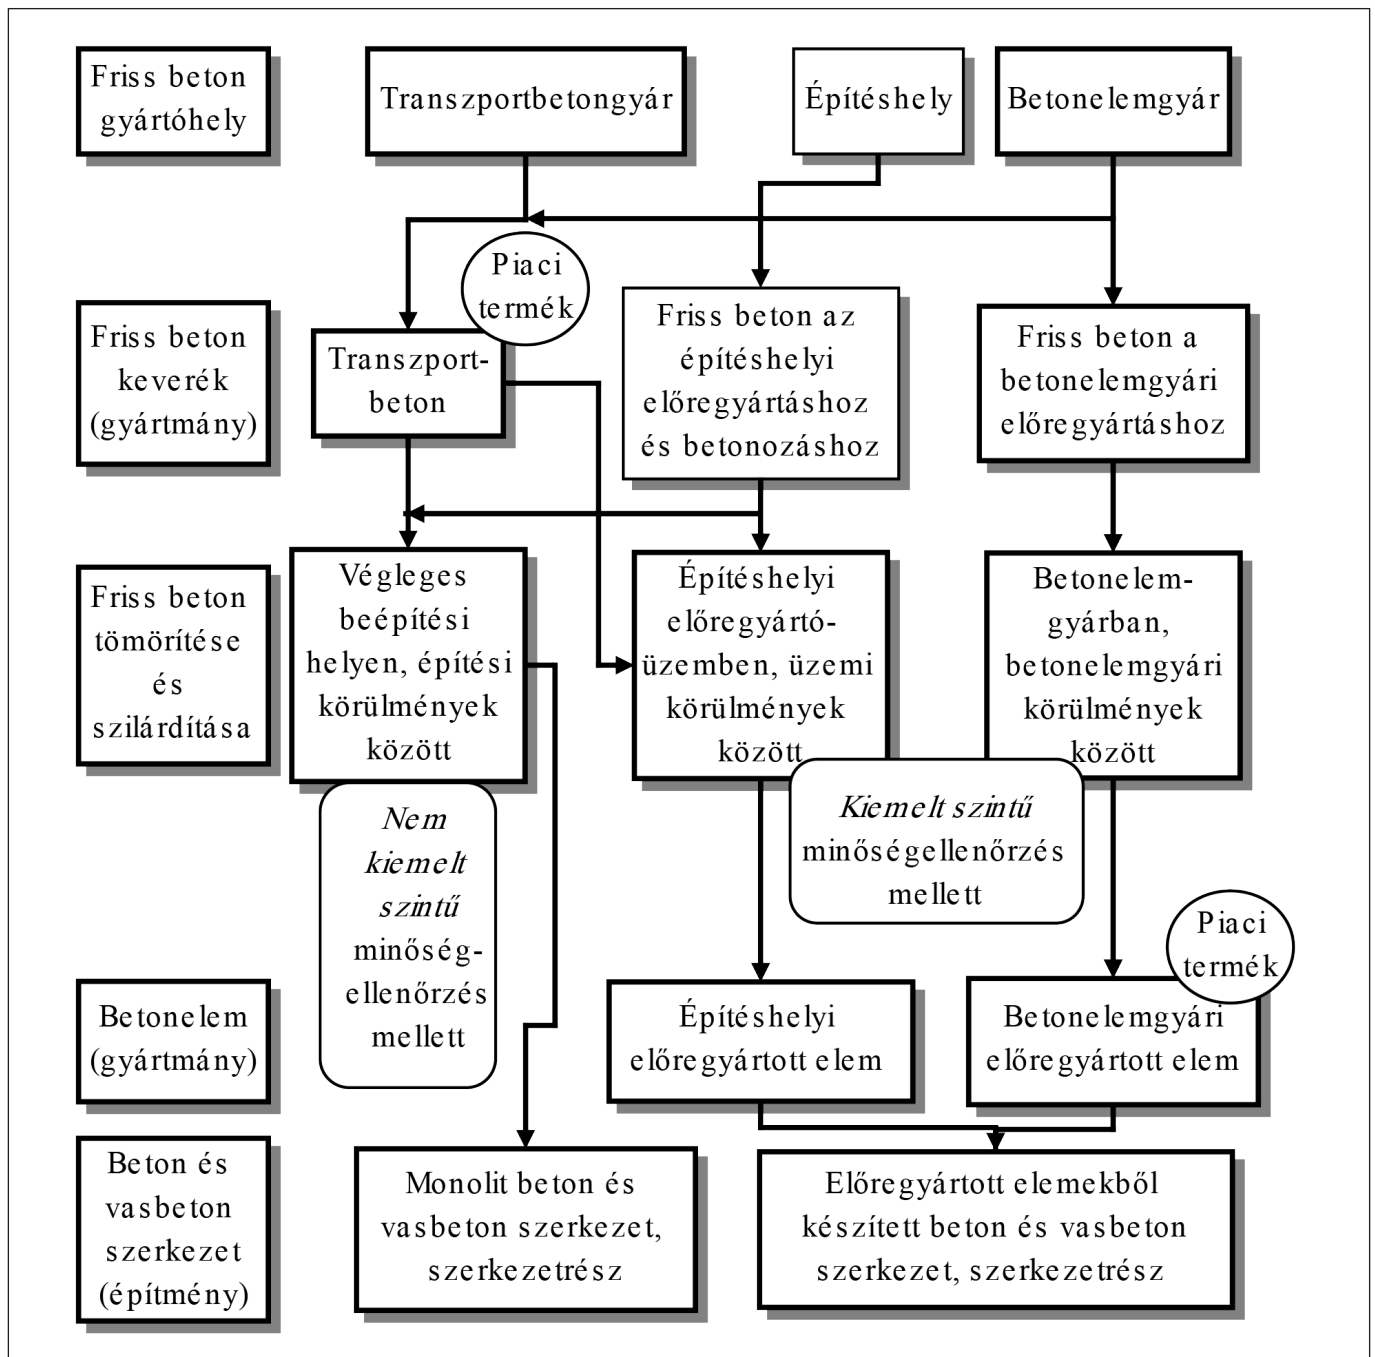 Friss beton
gyártóhely
Transzportbetongyár
Építéshely
Betonelemgyár
Piaci
termék
Friss beton
keverék
(gyártmány)
Transzport-
beton
Friss beton az
építéshelyi
előregyártáshoz
és betonozáshoz
Friss beton a
betonelemgyári
előregyártáshoz
Friss beton
tömörítése
és
szilárdítása
Végleges
beépítési
helyen, építési
körülmények
között
Építéshelyi
előregyártó-
üzemben, üzemi
körülmények
között
Betonelem-
gyárban,
betonelemgyári
körülmények
között
Nem
kiemelt
szintű
minőség-
ellenőrzés
mellett
Kiemelt szintű
minőségellenőrzés
mellett
Piaci
termék
Betonelem
(gyártmány)
Építéshelyi
előregyártott elem
Betonelemgyári
előregyártott elem
Beton és
vasbeton
szerkezet
(építmény)
Monolit beton és
vasbeton szerkezet,
szerkezetrész
Előregyártott elemekből
készített beton és vasbeton
szerkezet, szerkezetrész